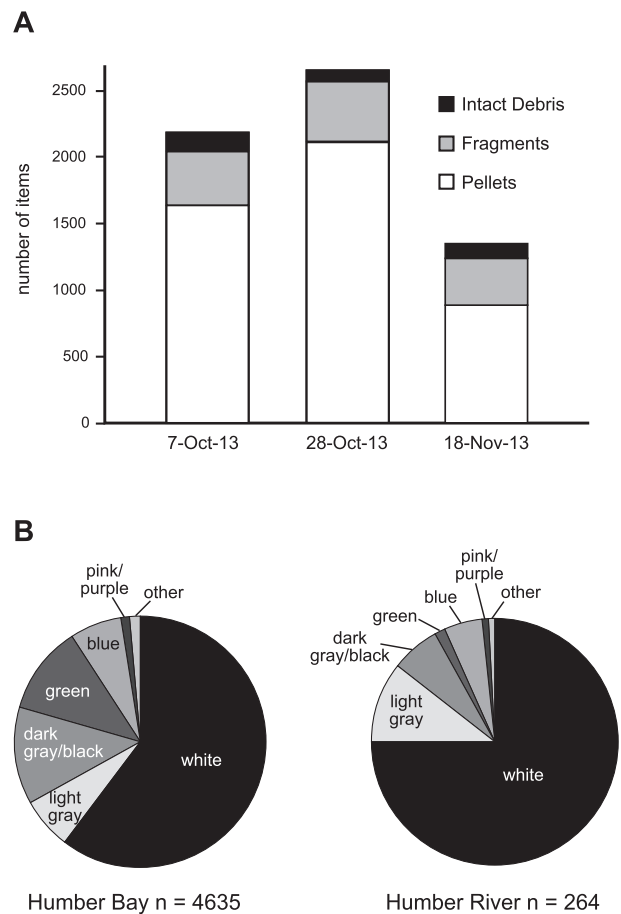 A
2500
2000
1500
1000
500
0
number of items
Intact Debris
Fragments
Pellets
7-Oct-13
28-Oct-13
18-Nov-13
B
pink/
purple
other
blue
green
dark
gray/black
light
gray
white
Humber Bay n = 4635
pink/
purple
other
blue
green
dark
gray/black
light
gray
white
Humber River n = 264